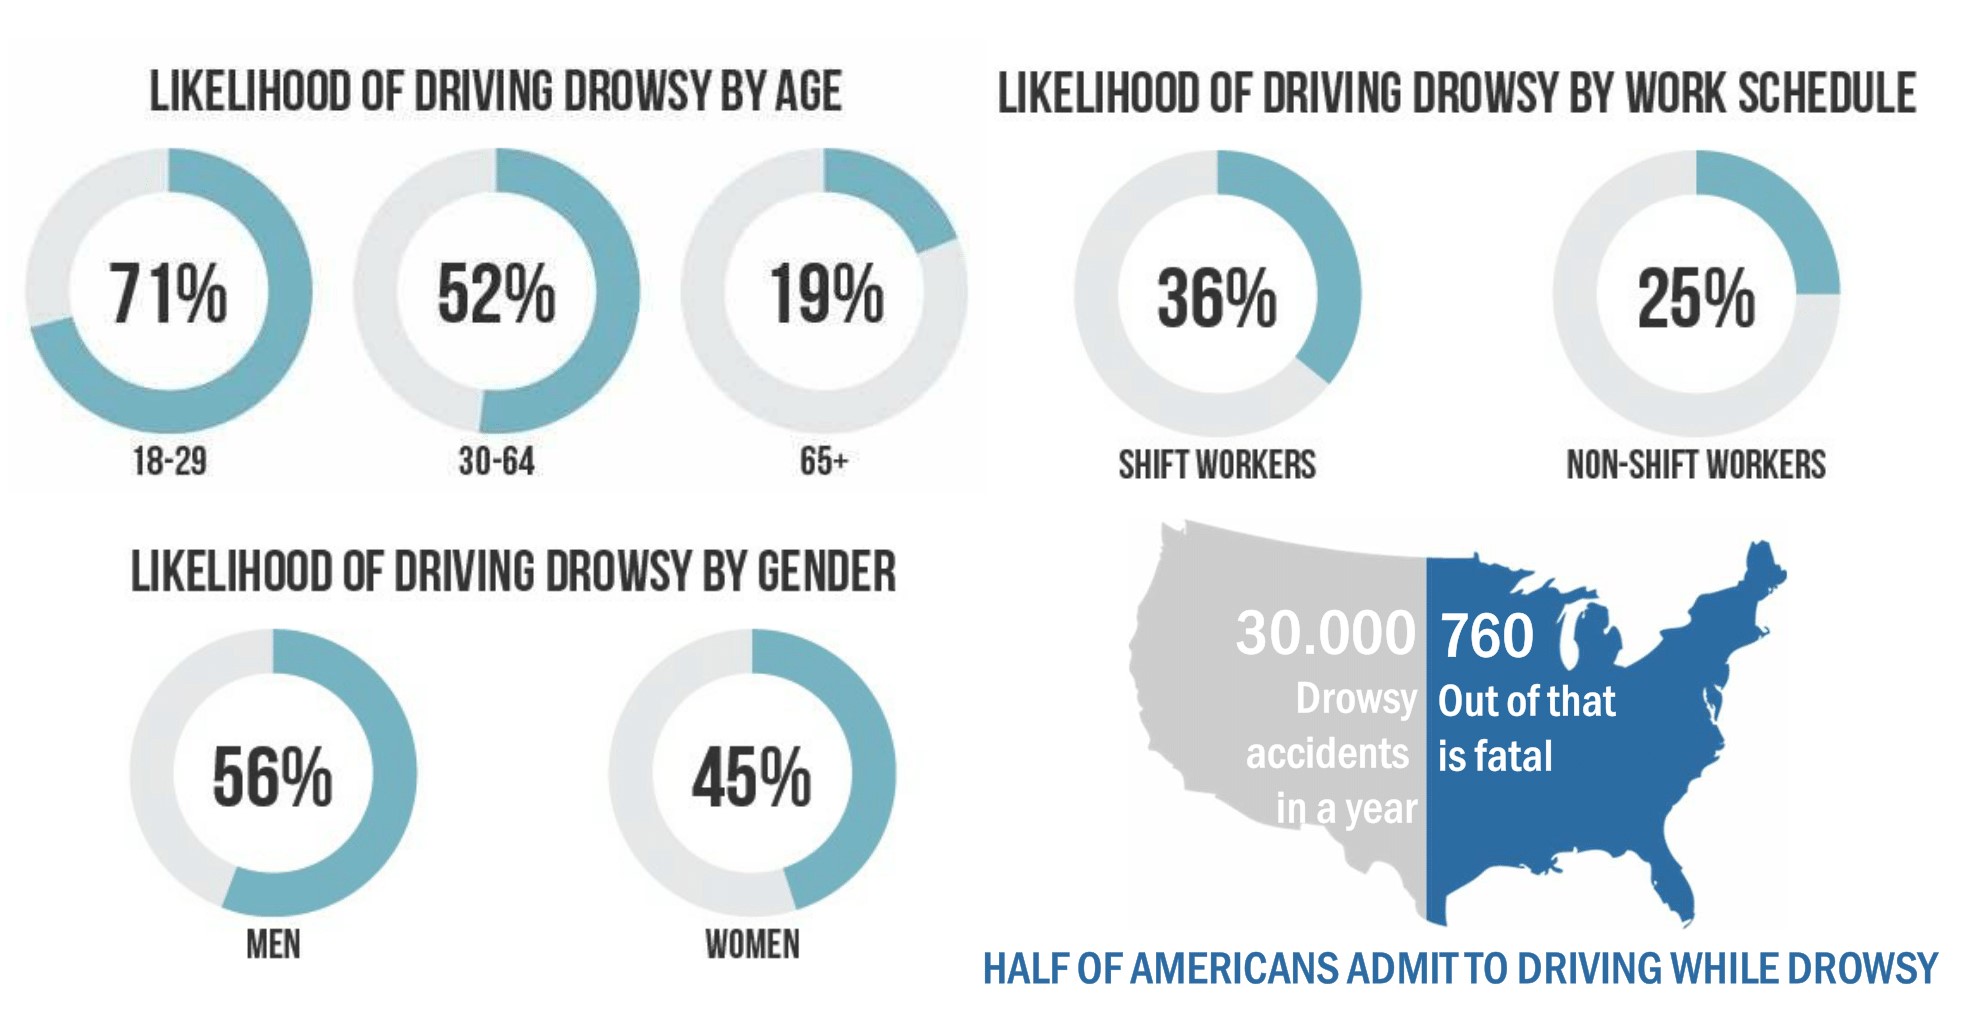 LIKELIHOOD OF DRIVING DROWSY BY AGE
71%
52%
19%
18-29
30-64
65+
LIKELIHOOD OF DRIVING DROWSY BY WORK SCHEDULE
36%
25%
SHIFT WORKERS
NON-SHIFT WORKERS
LIKELIHOOD OF DRIVING DROWSY BY GENDER
56%
45%
MEN
WOMEN
30.000
Drowsy
accidents
in a year
760
Out of that
is fatal
HALF OF AMERICANS ADMIT TO DRIVING WHILE DROWSY